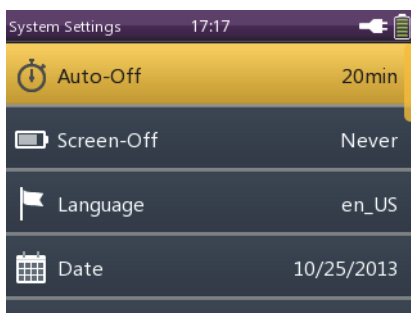 System Settings 17:17
Auto-Off 20min
Screen-Off Never
Language en_US
Date 10/25/2013